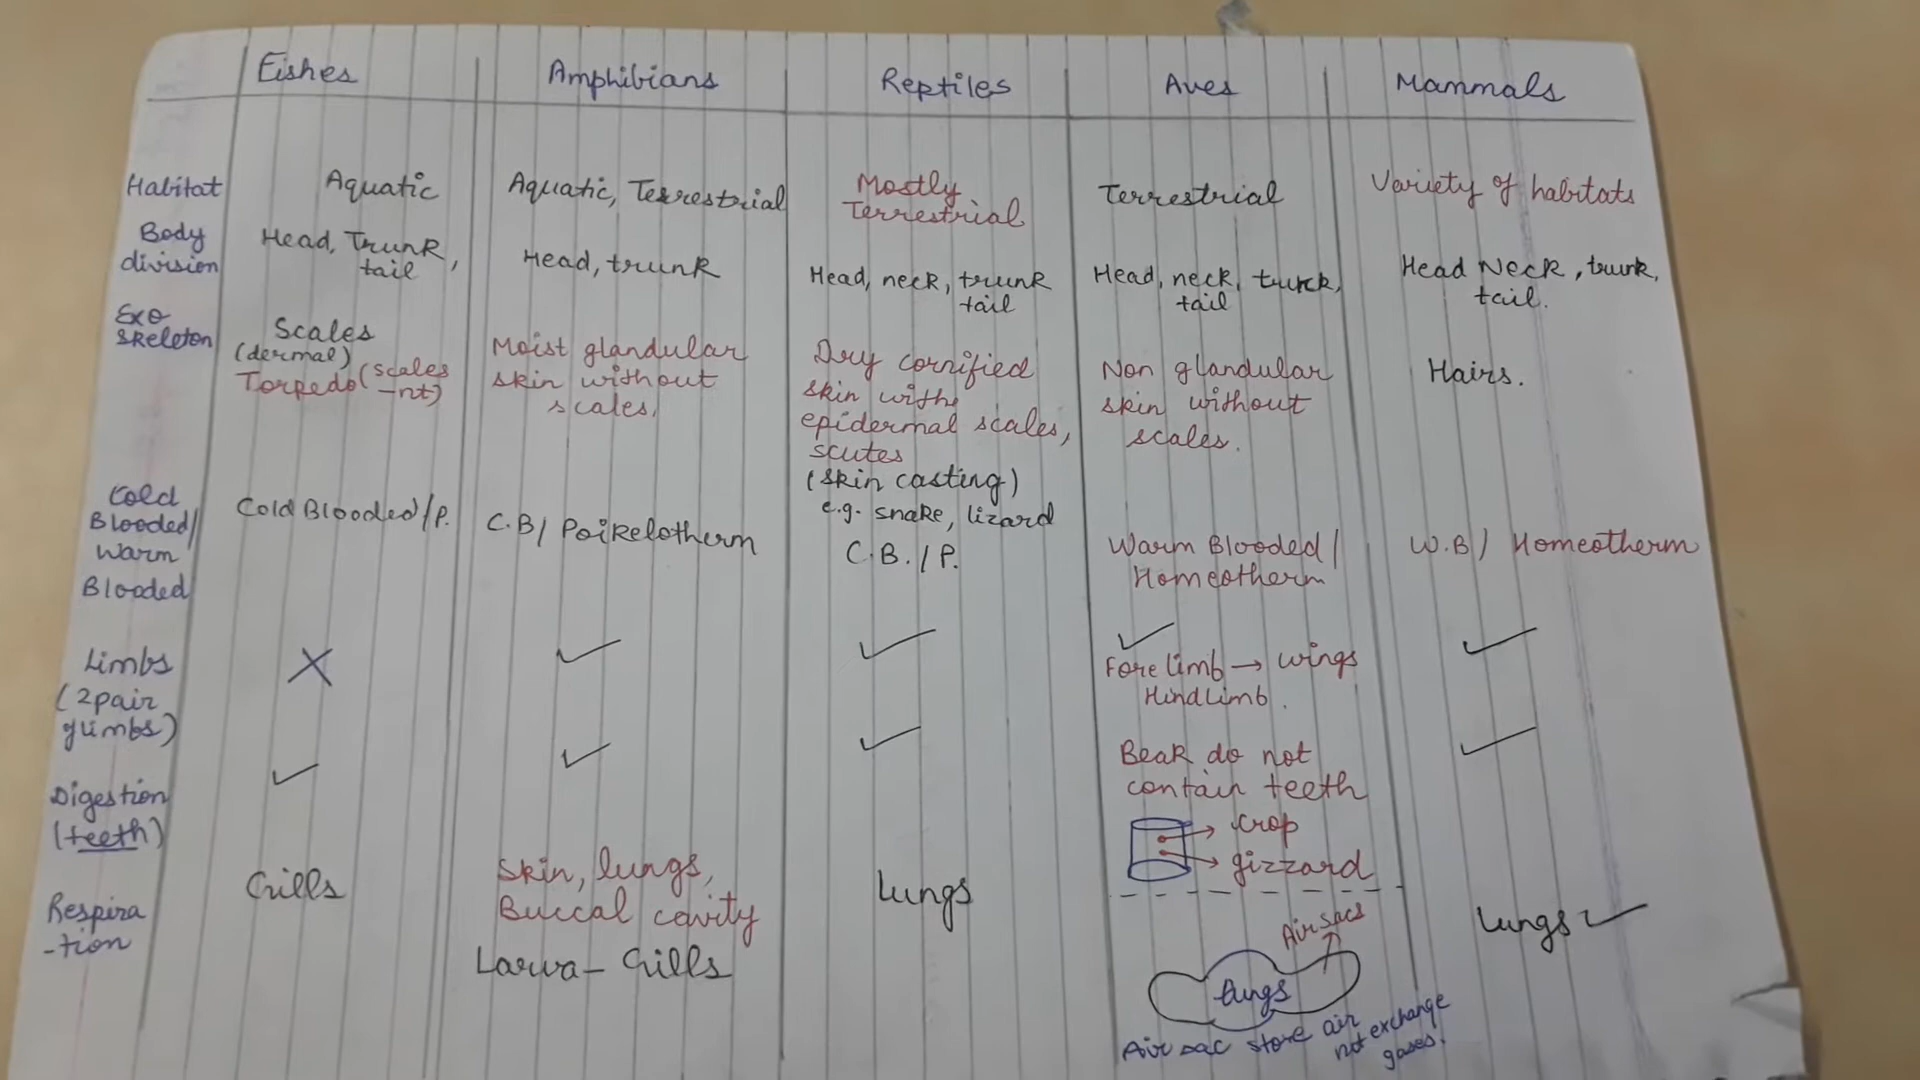 Fishes Amphibians Reptiles Aves Mammals
Habitat Aquatic Aquatic, Terrestrial Mostly Terrestrial Terrestrial Variety of habitats
Body division
Head, Trunk, tail
Head, trunk
Head, neck, trunk tail
Head, neck, trunk, tail
Head Neck, trunk, tail.
Exo skeleton
Scales
(dermal)
Torpedo (scales -nt)
Moist glandular
skin without
scales,
Dry cornified
skin with
epidermal scales,
scutes
(skin casting)
e.g. snake, lizard
Non glandular
skin without
scales.
Hairs.
Cold
Blooded/
Warm
Blooded
Cold Blooded/P.
C.B/ Poikelotherm
C.B./P.
Warm Blooded/
Homeotherm
W.B/ Homeotherm
Limbs
(2pair
of limbs)
X ✓ ✓ ✓ ✓
Fore limb → wings
Hindlimb.
Digestion
(teeth)
✓ ✓ ✓
Beak do not
contain teeth
→ crop
→ gizzard
✓
Respira
-tion
Gills
Skin, lungs,
Buccal cavity
Larva - Gills
Lungs
Air sacs
lungs
Air sac store air
not exchange
gases.
Lungs ✓